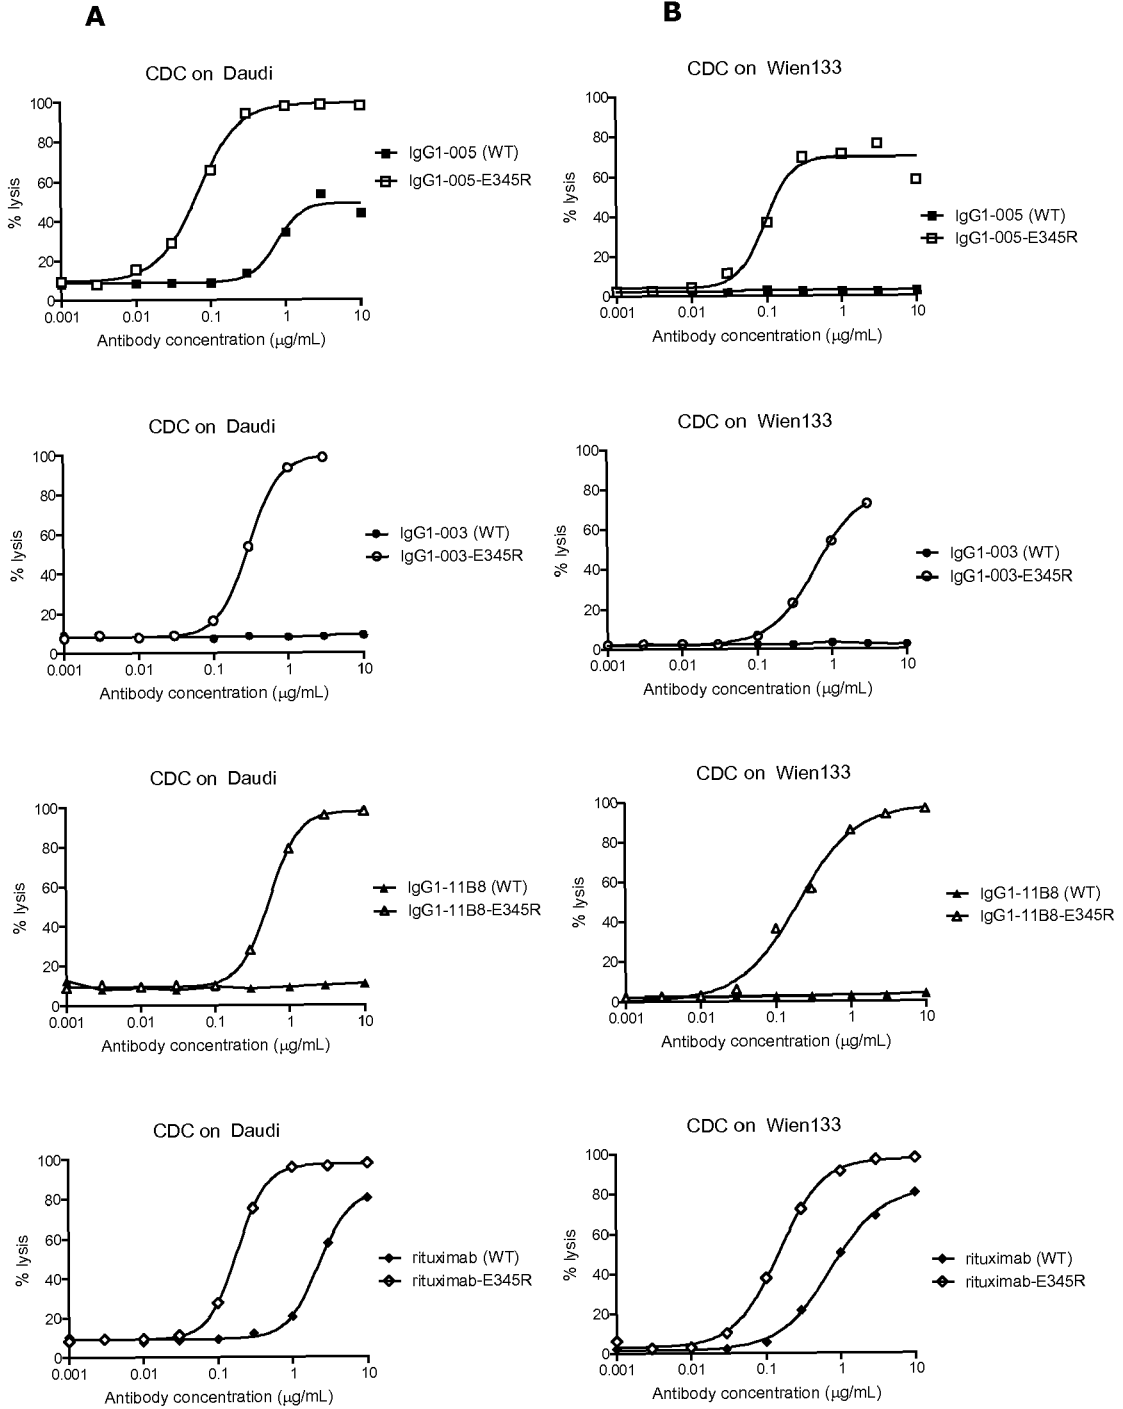 A
B
CDC on Daudi
100
80
60
40
20
0
% lysis
0.001
0.01
0.1
1
10
Antibody concentration (μg/mL)
IgG1-005 (WT)
IgG1-005-E345R
CDC on Wien133
100
80
60
40
20
0
% lysis
0.001
0.01
0.1
1
10
Antibody concentration (μg/mL)
IgG1-005 (WT)
IgG1-005-E345R
CDC on Daudi
100
80
60
40
20
0
% lysis
0.001
0.01
0.1
1
10
Antibody concentration (μg/mL)
IgG1-003 (WT)
IgG1-003-E345R
CDC on Wien133
100
80
60
40
20
0
% lysis
0.001
0.01
0.1
1
10
Antibody concentration (μg/mL)
IgG1-003 (WT)
IgG1-003-E345R
CDC on Daudi
100
80
60
40
20
0
% lysis
0.001
0.01
0.1
1
10
Antibody concentration (μg/mL)
IgG1-11B8 (WT)
IgG1-11B8-E345R
CDC on Wien133
100
80
60
40
20
0
% lysis
0.001
0.01
0.1
1
10
Antibody concentration (μg/mL)
IgG1-11B8 (WT)
IgG1-11B8-E345R
CDC on Daudi
100
80
60
40
20
0
% lysis
0.001
0.01
0.1
1
10
Antibody concentration (μg/mL)
rituximab (WT)
rituximab-E345R
CDC on Wien133
100
80
60
40
20
0
% lysis
0.001
0.01
0.1
1
10
Antibody concentration (μg/mL)
rituximab (WT)
rituximab-E345R